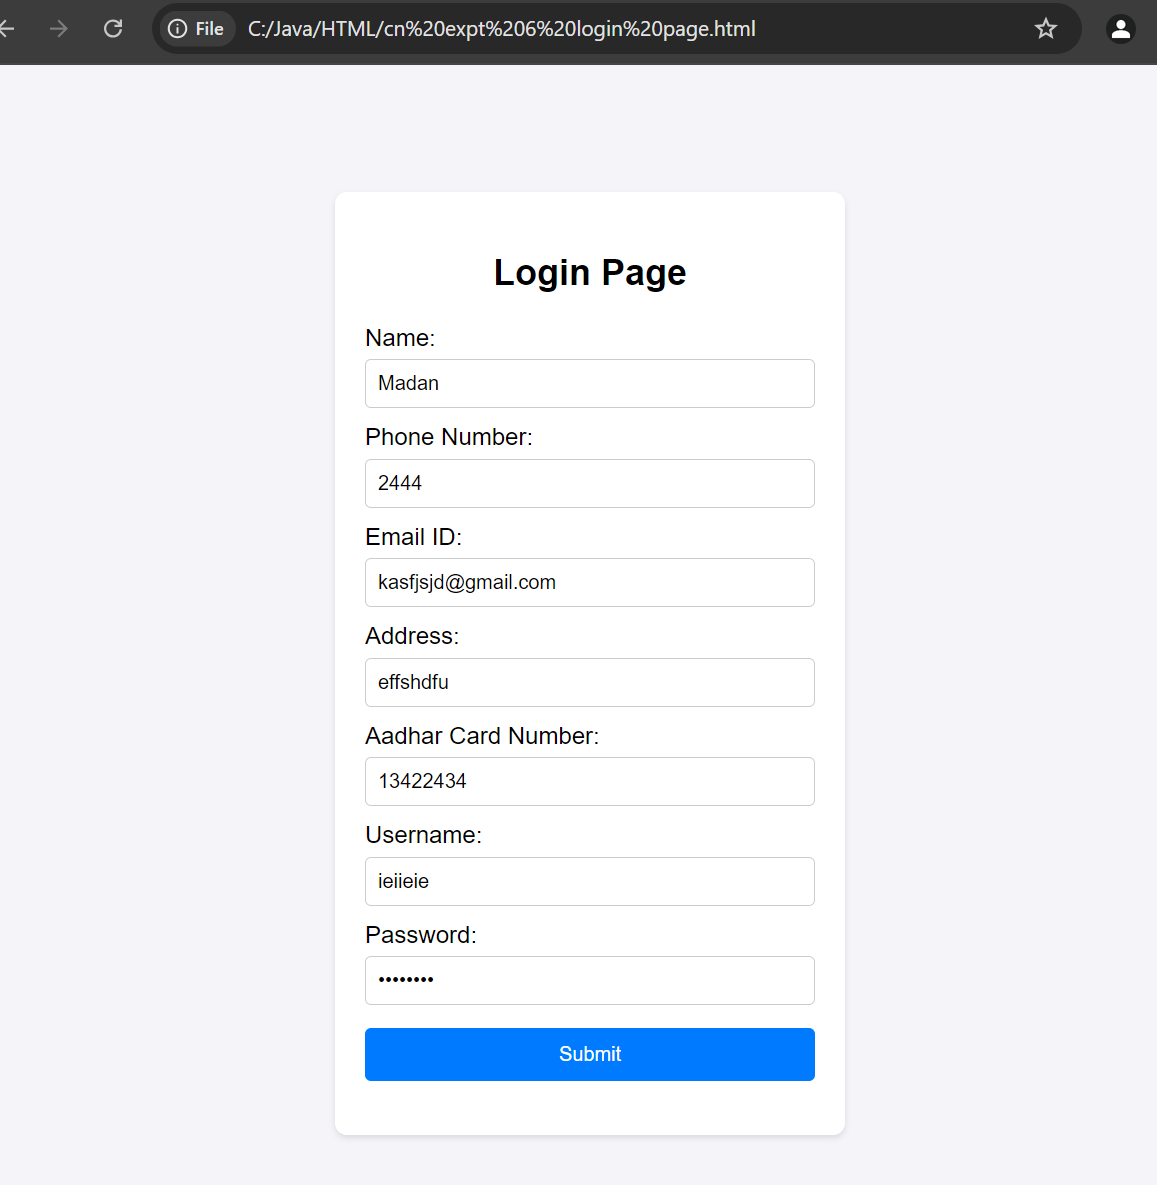 File C:/Java/HTML/cn%20expt%206%20login%20page.html
Login Page
Name:
Madan
Phone Number:
2444
Email ID:
kasfjsjd@gmail.com
Address:
effshdfu
Aadhar Card Number:
13422434
Username:
ieiieie
Password:
••••••••
Submit